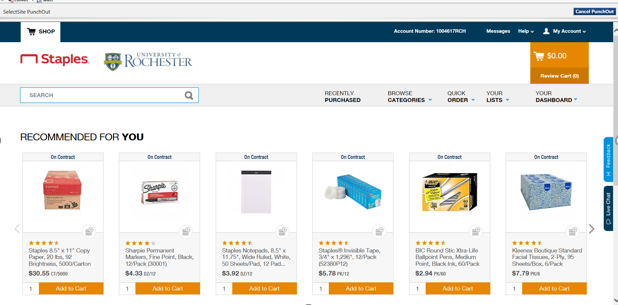 SelectSite PunchOut
Cancel PunchOut
SHOP
Account Number: 1004617RCH
Messages
Help
My Account
Staples
UNIVERSITY of
ROCHESTER
$0.00
Review Cart (0)
SEARCH
RECENTLY
PURCHASED
BROWSE
CATEGORIES
QUICK
ORDER
YOUR
LISTS
YOUR
DASHBOARD
Feedback
Live Chat
RECOMMENDED FOR YOU
On Contract
Staples 8.5" x 11" Copy
Paper, 20 lbs, 92
Brightness, 5000/Carton
$30.55 CT/5000
1 Add to Cart
On Contract
Sharpie
Sharpie Permanent
Markers, Fine Point, Black,
12/Pack (30001)
$4.33 DZ/12
1 Add to Cart
On Contract
Staples Notepads, 8.5" x
11.75", Wide Ruled, White,
50 Sheets/Pad, 12 Pad...
$3.92 DZ/12
1 Add to Cart
On Contract
Staples® Invisible Tape,
3/4" x 1,296", 12/Pack
(52380P12)
$5.78 PK/12
1 Add to Cart
On Contract
BIC
BIC Round Stic Xtra-Life
Ballpoint Pens, Medium
Point, Black Ink, 60/Pack
$2.94 PK/60
1 Add to Cart
On Contract
Kleenex Boutique Standard
Facial Tissues, 2-Ply, 95
Sheets/Box, 6/Pack
$7.79 PK/6
1 Add to Cart